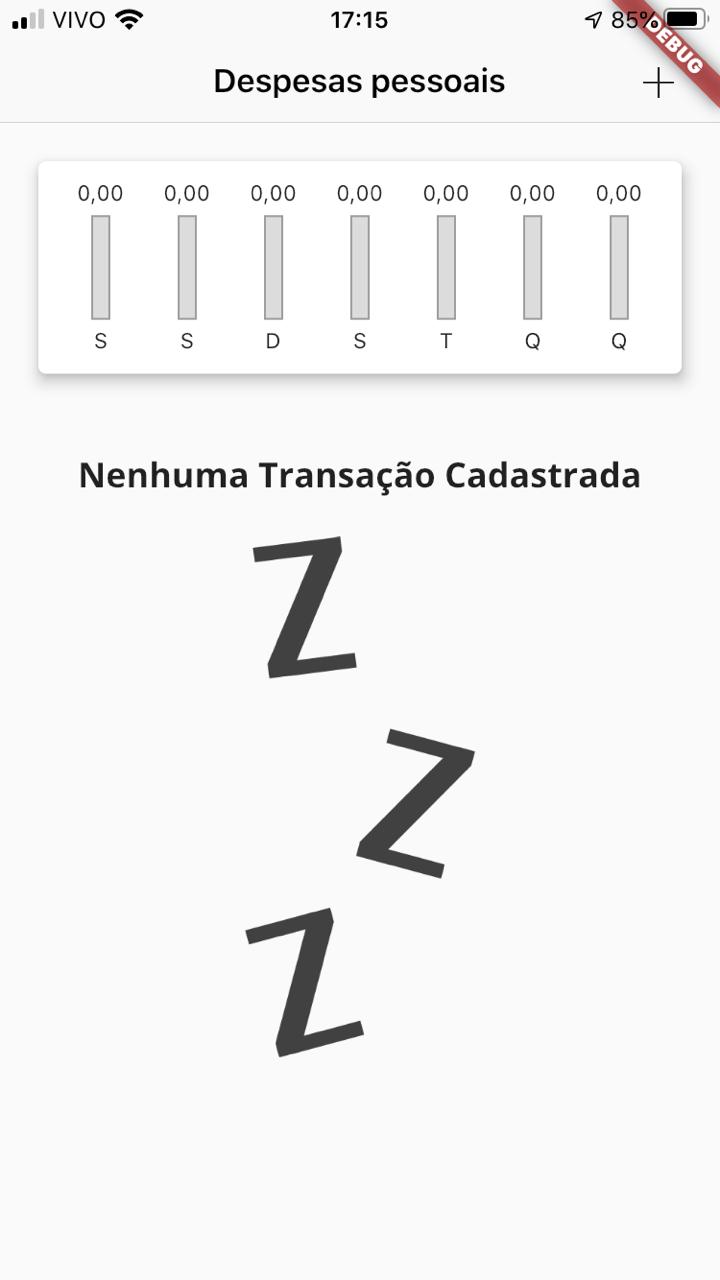 VIVO 17:15 85%
DEBUG
Despesas pessoais
0,00 0,00 0,00 0,00 0,00 0,00 0,00
S S D S T Q Q
Nenhuma Transação Cadastrada
Z
Z
Z